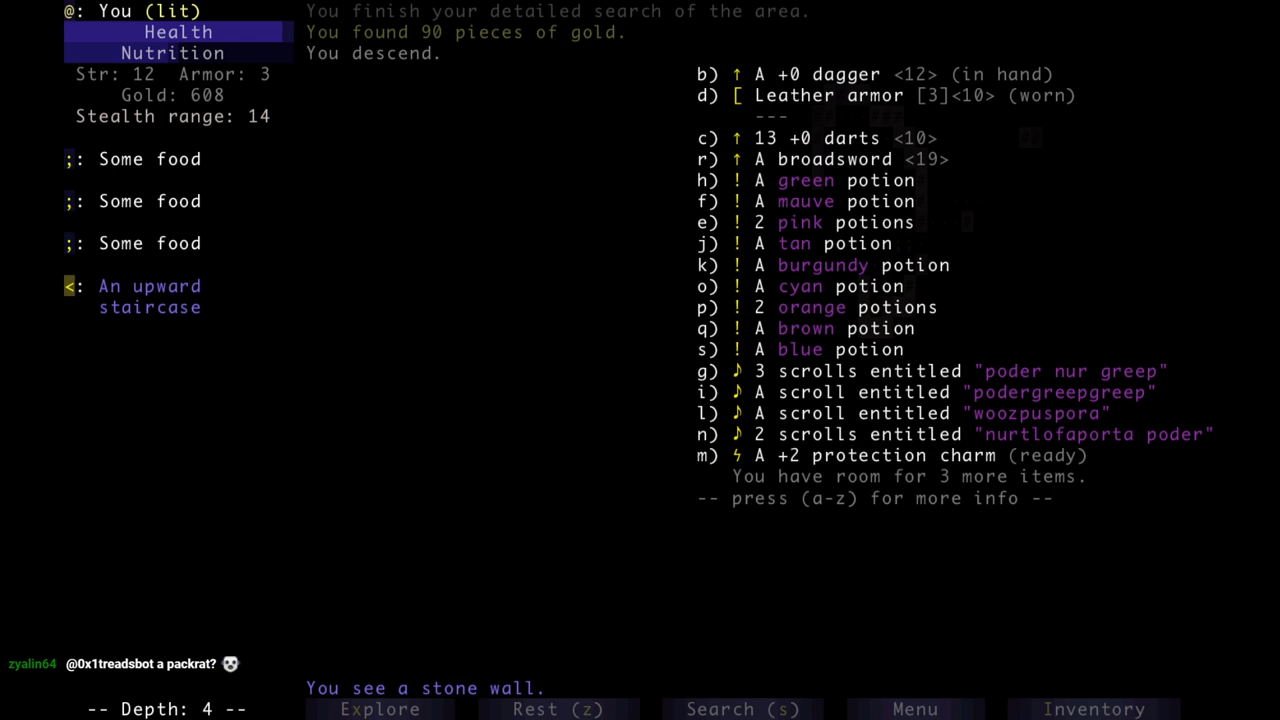 @: You (lit)
Health
Nutrition
Str: 12 Armor: 3
Gold: 608
Stealth range: 14
;: Some food
;: Some food
;: Some food
<: An upward
staircase
You finish your detailed search of the area.
You found 90 pieces of gold.
You descend.
b) ↑ A +0 dagger <12> (in hand)
d) [ Leather armor [3]<10> (worn)
---
c) ↑ 13 +0 darts <10>
r) ↑ A broadsword <19>
h) ! A green potion
f) ! A mauve potion
e) ! 2 pink potions
j) ! A tan potion
k) ! A burgundy potion
o) ! A cyan potion
p) ! 2 orange potions
q) ! A brown potion
s) ! A blue potion
g) ♪ 3 scrolls entitled "poder nur greep"
i) ♪ A scroll entitled "podergreepgreep"
l) ♪ A scroll entitled "woozpuspora"
n) ♪ 2 scrolls entitled "nurtlofaporta poder"
m) ϟ A +2 protection charm (ready)
You have room for 3 more items.
-- press (a-z) for more info --
zyalin64 @0x1treadsbot a packrat?
You see a stone wall.
-- Depth: 4 --
Explore
Rest (z)
Search (s)
Menu
Inventory